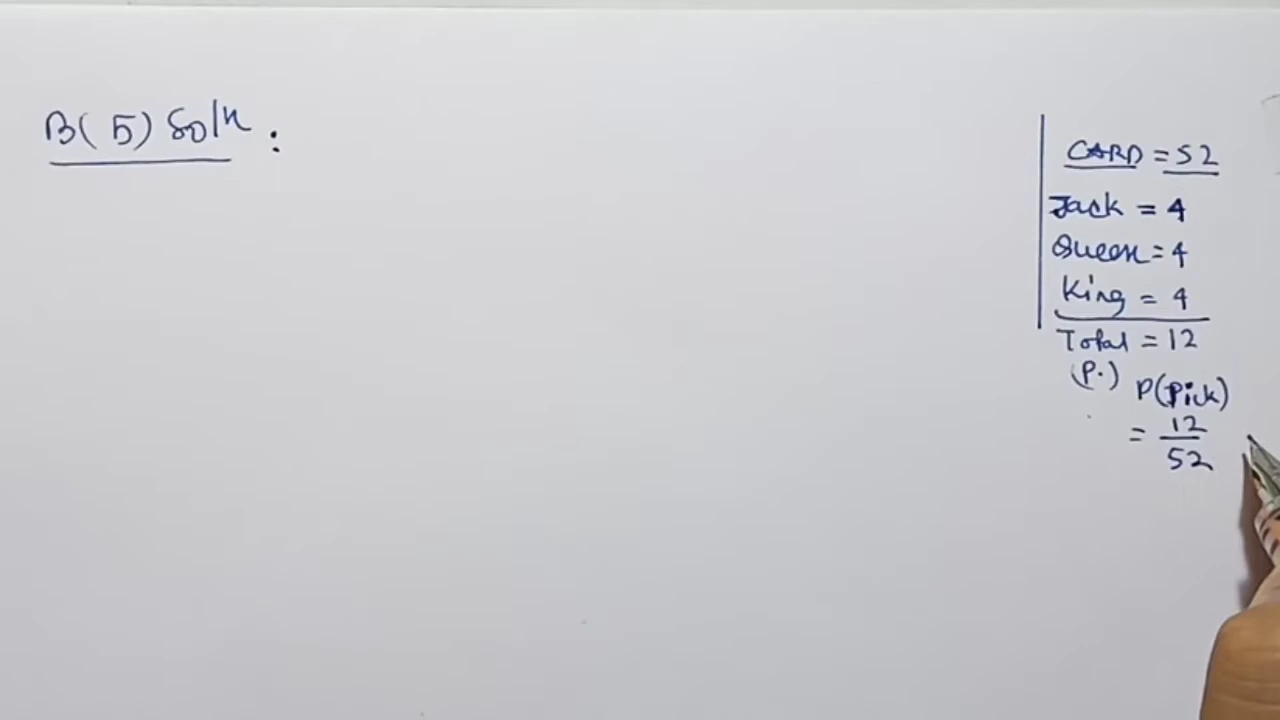 B(5) Soln :
CARD = 52
Jack = 4
Queen = 4
King = 4
Total = 12
(P.) P(Pick)
= 12/52